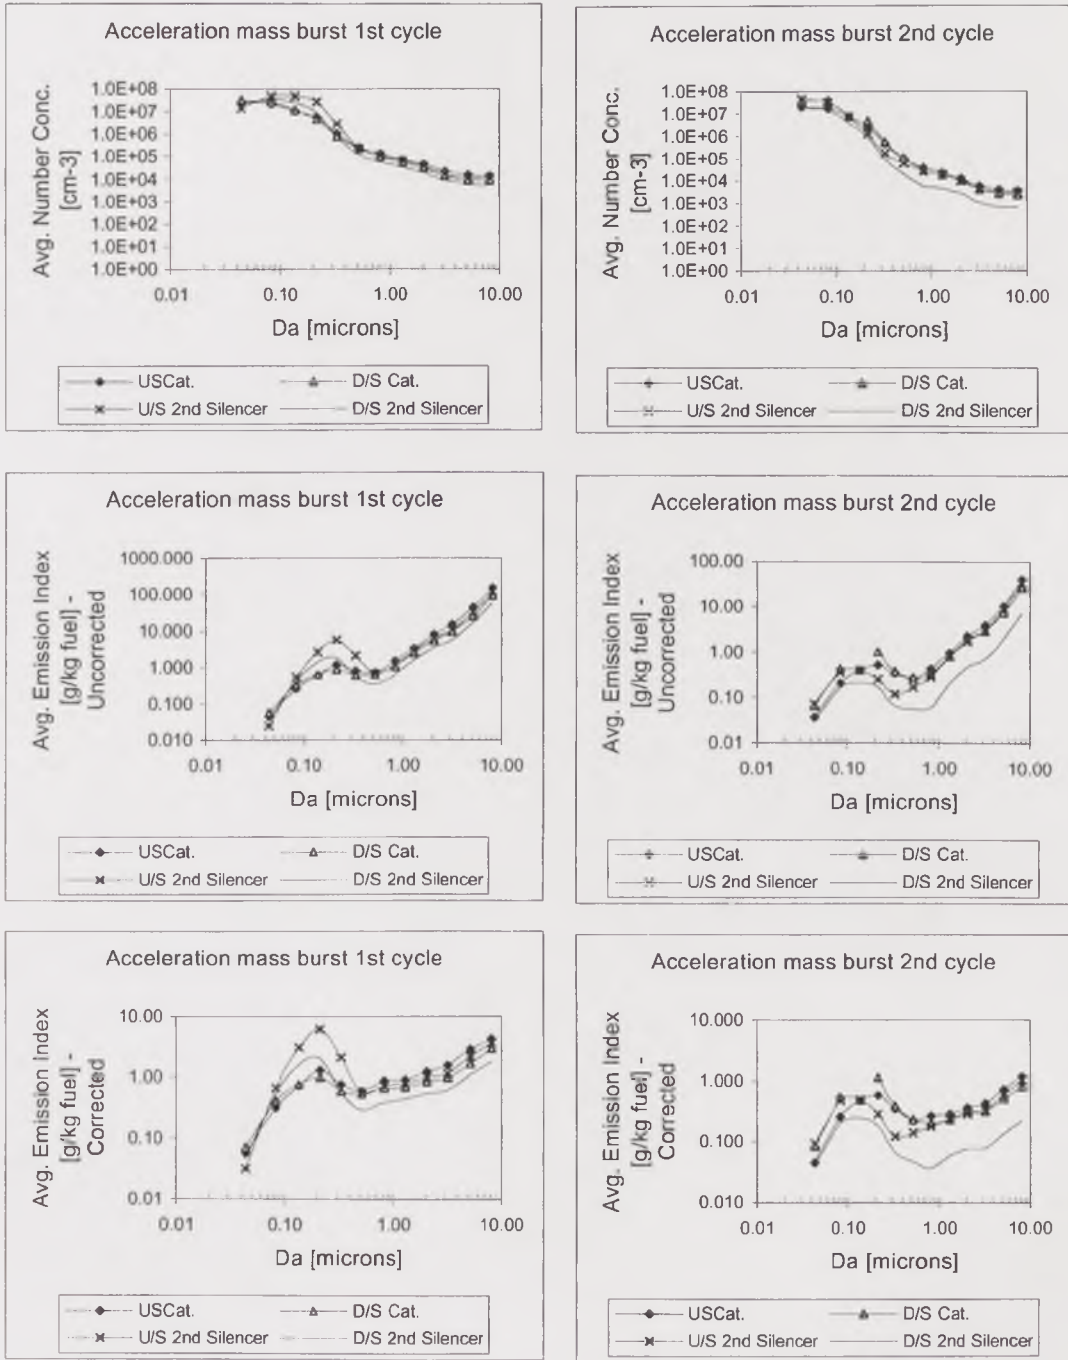 Acceleration mass burst 1st cycle
Avg. Number Conc.
[cm-3]
1.0E+08
1.0E+07
1.0E+06
1.0E+05
1.0E+04
1.0E+03
1.0E+02
1.0E+01
1.0E+00
0.01 0.10 1.00 10.00
Da [microns]
USCat. D/S Cat.
U/S 2nd Silencer D/S 2nd Silencer
Acceleration mass burst 2nd cycle
Avg. Number Conc.
[cm-3]
1.0E+08
1.0E+07
1.0E+06
1.0E+05
1.0E+04
1.0E+03
1.0E+02
1.0E+01
1.0E+00
0.01 0.10 1.00 10.00
Da [microns]
USCat. D/S Cat.
U/S 2nd Silencer D/S 2nd Silencer
Acceleration mass burst 1st cycle
Avg. Emission Index
[g/kg fuel] -
Uncorrected
1000.000
100.000
10.000
1.000
0.100
0.010
0.01 0.10 1.00 10.00
Da [microns]
USCat. D/S Cat.
U/S 2nd Silencer D/S 2nd Silencer
Acceleration mass burst 2nd cycle
Avg. Emission Index
[g/kg fuel] -
Uncorrected
100.00
10.00
1.00
0.10
0.01
0.01 0.10 1.00 10.00
Da [microns]
USCat. D/S Cat.
U/S 2nd Silencer D/S 2nd Silencer
Acceleration mass burst 1st cycle
Avg. Emission Index
[g/kg fuel] -
Corrected
10.00
1.00
0.10
0.01
0.01 0.10 1.00 10.00
Da [microns]
USCat. D/S Cat.
U/S 2nd Silencer D/S 2nd Silencer
Acceleration mass burst 2nd cycle
Avg. Emission Index
[g/kg fuel] -
Corrected
10.000
1.000
0.100
0.010
0.01 0.10 1.00 10.00
Da [microns]
USCat. D/S Cat.
U/S 2nd Silencer D/S 2nd Silencer